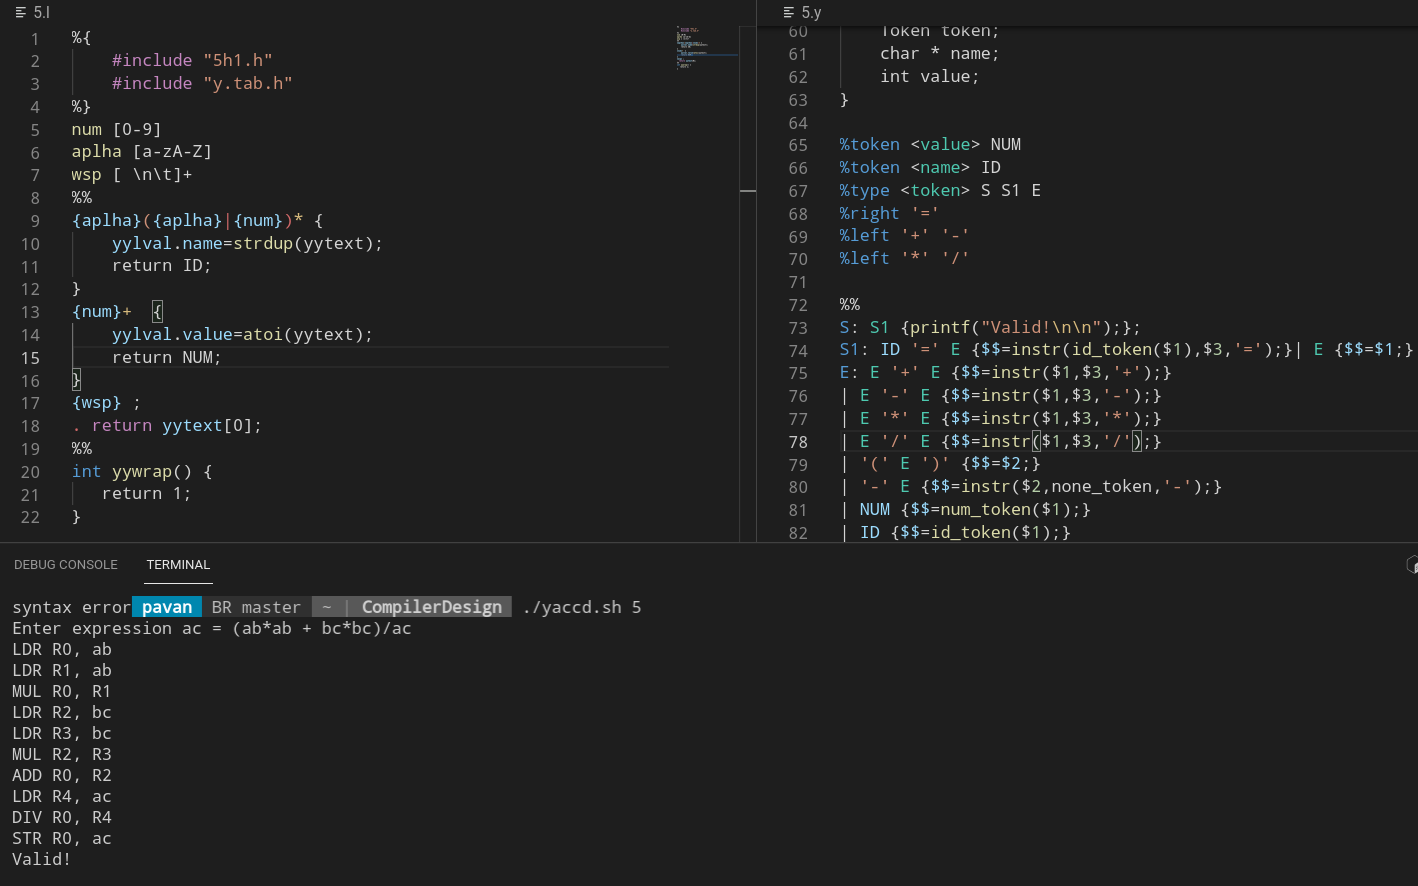 5.l
1 %{
2     #include "5h1.h"
3     #include "y.tab.h"
4 %}
5 num [0-9]
6 aplha [a-zA-Z]
7 wsp [ \n\t]+
8 %%
9 {aplha}({aplha}|{num})* {
10     yylval.name=strdup(yytext);
11     return ID;
12 }
13 {num}+  {
14     yylval.value=atoi(yytext);
15     return NUM;
16 }
17 {wsp} ;
18 . return yytext[0];
19 %%
20 int yywrap() {
21    return 1;
22 }
5.y
60     Token token;
61     char * name;
62     int value;
63 }
64
65 %token <value> NUM
66 %token <name> ID
67 %type <token> S S1 E
68 %right '='
69 %left '+' '-'
70 %left '*' '/'
71
72 %%
73 S: S1 {printf("Valid!\n\n");};
74 S1: ID '=' E {$$=instr(id_token($1),$3,'=');}| E {$$=$1;}
75 E: E '+' E {$$=instr($1,$3,'+');}
76 | E '-' E {$$=instr($1,$3,'-');}
77 | E '*' E {$$=instr($1,$3,'*');}
78 | E '/' E {$$=instr($1,$3,'/');}
79 | '(' E ')' {$$=$2;}
80 | '-' E {$$=instr($2,none_token,'-');}
81 | NUM {$$=num_token($1);}
82 | ID {$$=id_token($1);}
DEBUG CONSOLE TERMINAL
syntax error pavan BR master ~ | CompilerDesign ./yaccd.sh 5
Enter expression ac = (ab*ab + bc*bc)/ac
LDR R0, ab
LDR R1, ab
MUL R0, R1
LDR R2, bc
LDR R3, bc
MUL R2, R3
ADD R0, R2
LDR R4, ac
DIV R0, R4
STR R0, ac
Valid!